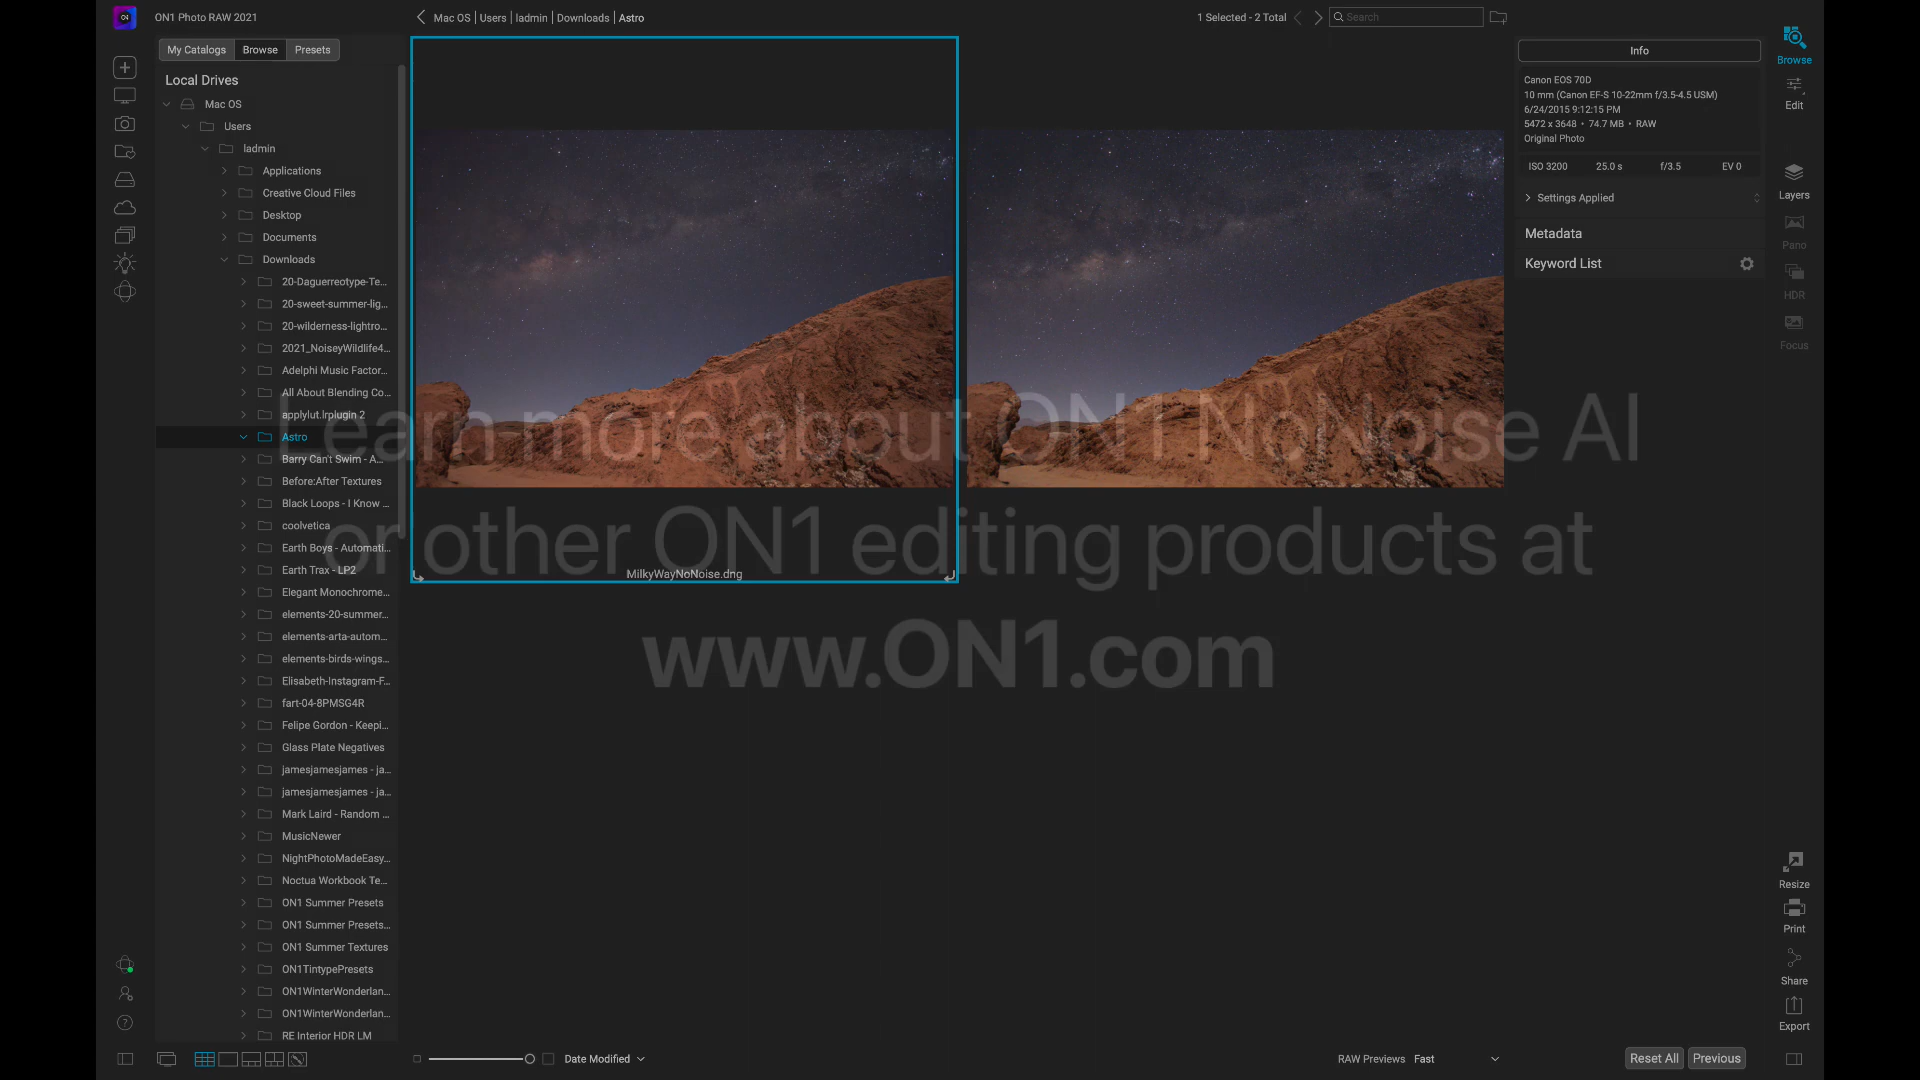 ON1 Photo RAW 2021
Mac OS | Users | ladmin | Downloads | Astro
1 Selected - 2 Total
Search
My Catalogs
Browse
Presets
Local Drives
Mac OS
Users
ladmin
Applications
Creative Cloud Files
Desktop
Documents
Downloads
20-Daguerreotype-Te...
20-sweet-summer-lig...
20-wilderness-lightro...
2021_NoiseyWildlife4...
Adelphi Music Factor...
All About Blending Co...
applylut.lrplugin 2
Astro
Barry Can't Swim - A...
Before:After Textures
Black Loops - I Know ...
coolvetica
Earth Boys - Automati...
Earth Trax - LP2
Elegant Monochrome...
elements-20-summer...
elements-arta-autom...
elements-birds-wings...
Elisabeth-Instagram-F...
fart-04-8PMSG4R
Felipe Gordon - Keepi...
Glass Plate Negatives
jamesjamesjames - ja...
jamesjamesjames - ja...
Mark Laird - Random ...
MusicNewer
NightPhotoMadeEasy...
Noctua Workbook Te...
ON1 Summer Presets
ON1 Summer Presets...
ON1 Summer Textures
ON1TintypePresets
ON1WinterWonderlan...
ON1WinterWonderlan...
RE Interior HDR LM
Learn more about ON1 NoNoise AI
or other ON1 editing products at
www.ON1.com
MilkyWayNoNoise.dng
Info
Canon EOS 70D
10 mm (Canon EF-S 10-22mm f/3.5-4.5 USM)
6/24/2015 9:12:15 PM
5472 x 3648 • 74.7 MB • RAW
Original Photo
ISO 3200 25.0 s f/3.5 EV 0
Settings Applied
Metadata
Keyword List
Browse
Edit
Layers
Pano
HDR
Focus
Resize
Print
Share
Export
Date Modified
RAW Previews Fast
Reset All
Previous